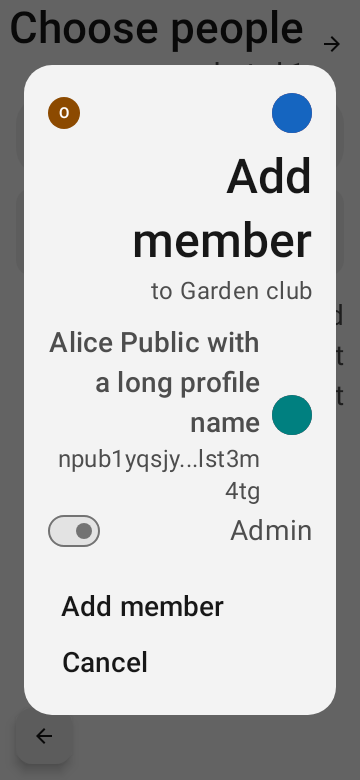 Choose people
O
Add
member
to Garden club
Alice Public with
a long profile
name
npub1yqsjy...lst3m
4tg
Admin
Add member
Cancel